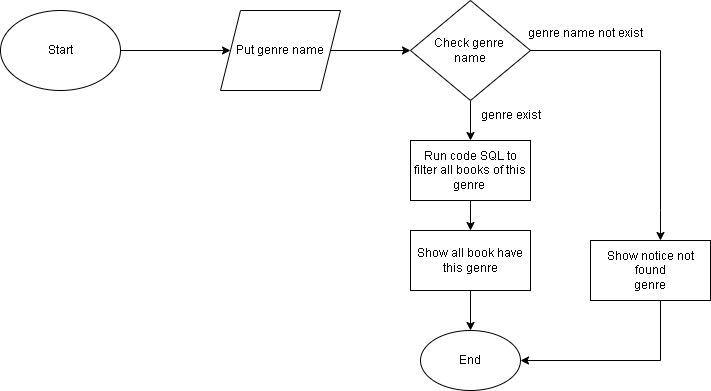 Start
Put genre name
Check genre
name
genre name not exist
genre exist
Run code SQL to
filter all books of this
genre
Show all book have
this genre
Show notice not
found
genre
End